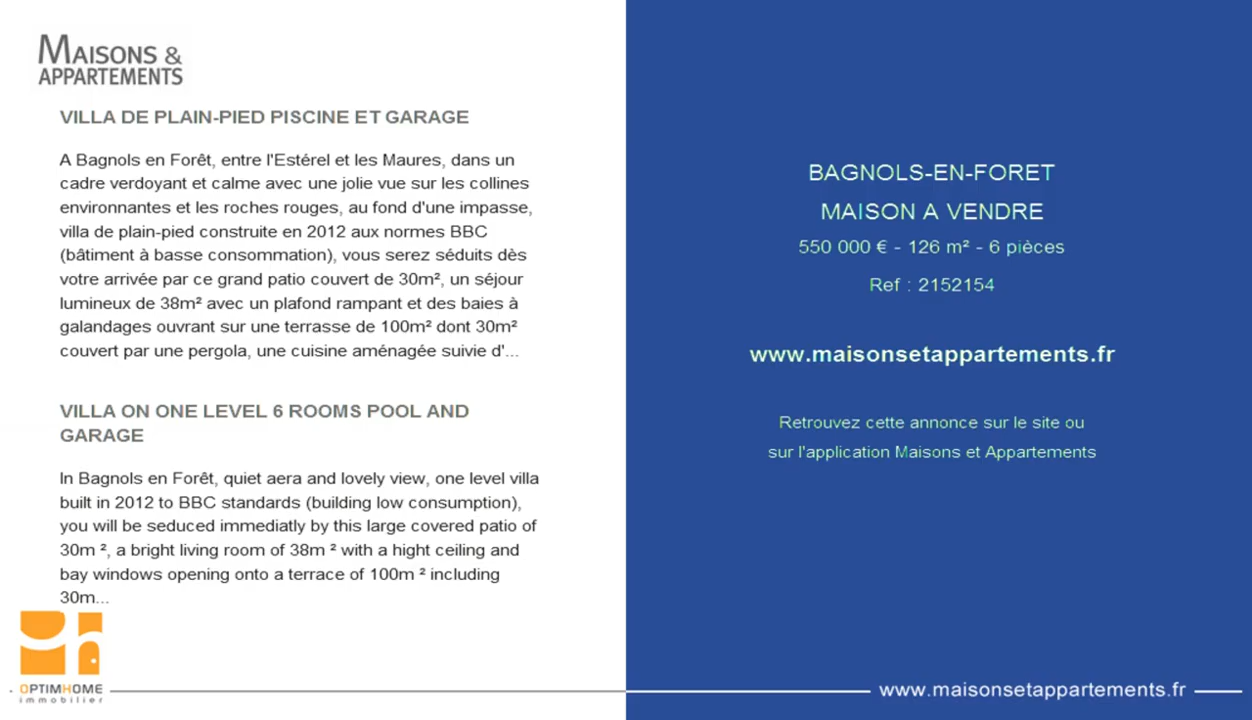 MAISONS &
APPARTEMENTS
VILLA DE PLAIN-PIED PISCINE ET GARAGE
A Bagnols en Forêt, entre l'Estérel et les Maures, dans un
cadre verdoyant et calme avec une jolie vue sur les collines
environnantes et les roches rouges, au fond d'une impasse,
villa de plain-pied construite en 2012 aux normes BBC
(bâtiment à basse consommation), vous serez séduits dès
votre arrivée par ce grand patio couvert de 30m², un séjour
lumineux de 38m² avec un plafond rampant et des baies à
galandages ouvrant sur une terrasse de 100m² dont 30m²
couvert par une pergola, une cuisine aménagée suivie d'...
VILLA ON ONE LEVEL 6 ROOMS POOL AND
GARAGE
In Bagnols en Forêt, quiet aera and lovely view, one level villa
built in 2012 to BBC standards (building low consumption),
you will be seduced immediatly by this large covered patio of
30m ², a bright living room of 38m ² with a hight ceiling and
bay windows opening onto a terrace of 100m ² including
30m...
OPTIMHOME
immobilier
BAGNOLS-EN-FORET
MAISON A VENDRE
550 000 € - 126 m² - 6 pièces
Ref : 2152154
www.maisonsetappartements.fr
Retrouvez cette annonce sur le site ou
sur l'application Maisons et Appartements
www.maisonsetappartements.fr